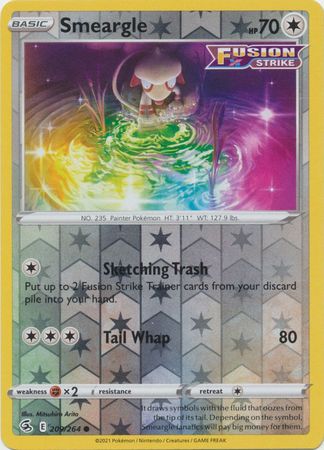 BASIC Smeargle HP 70
FUSION
STRIKE
NO. 235 Painter Pokémon HT: 3'11" WT: 127.9 lbs.
Sketching Trash
Put up to 2 Fusion Strike Trainer cards from your discard
pile into your hand.
Tail Whap 80
weakness ×2 resistance retreat
Illus. Mitsuhiro Arita
It draws symbols with the fluid that oozes
from the tip of its tail. Depending on the symbol,
Smeargle fanatics will pay big money for them.
E 209/264
©2021 Pokémon / Nintendo / Creatures / GAME FREAK